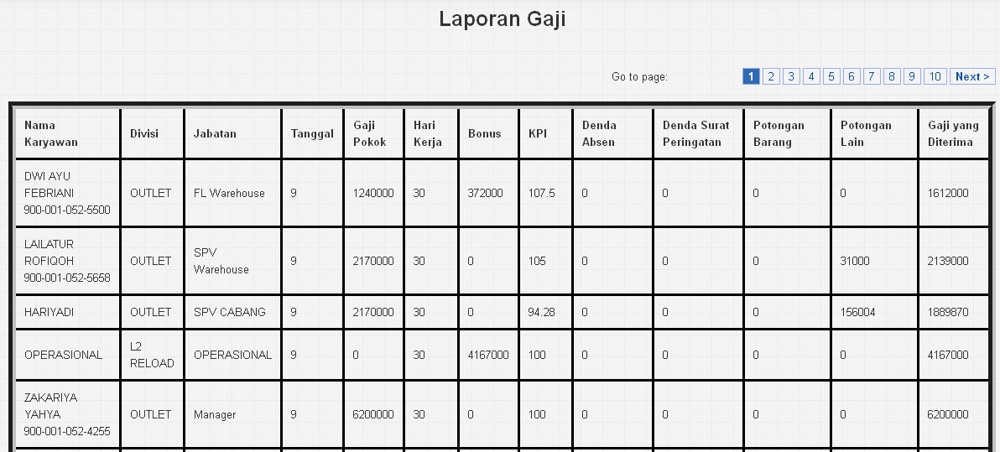 Laporan Gaji
Go to page: 1 2 3 4 5 6 7 8 9 10 Next >
Nama Karyawan Divisi Jabatan Tanggal Gaji Pokok Hari Kerja Bonus KPI Denda Absen Denda Surat Peringatan Potongan Barang Potongan Lain Gaji yang Diterima
DWI AYU FEBRIANI 900-001-052-5500 OUTLET FL Warehouse 9 1240000 30 372000 107.5 0 0 0 0 1612000
LAILATUR ROFIQOH 900-001-052-5658 OUTLET SPV Warehouse 9 2170000 30 0 105 0 0 0 31000 2139000
HARIYADI OUTLET SPV CABANG 9 2170000 30 0 94.28 0 0 0 156004 1889870
OPERASIONAL L2 RELOAD OPERASIONAL 9 0 30 4167000 100 0 0 0 0 4167000
ZAKARIYA YAHYA 900-001-052-4255 OUTLET Manager 9 6200000 30 0 100 0 0 0 0 6200000